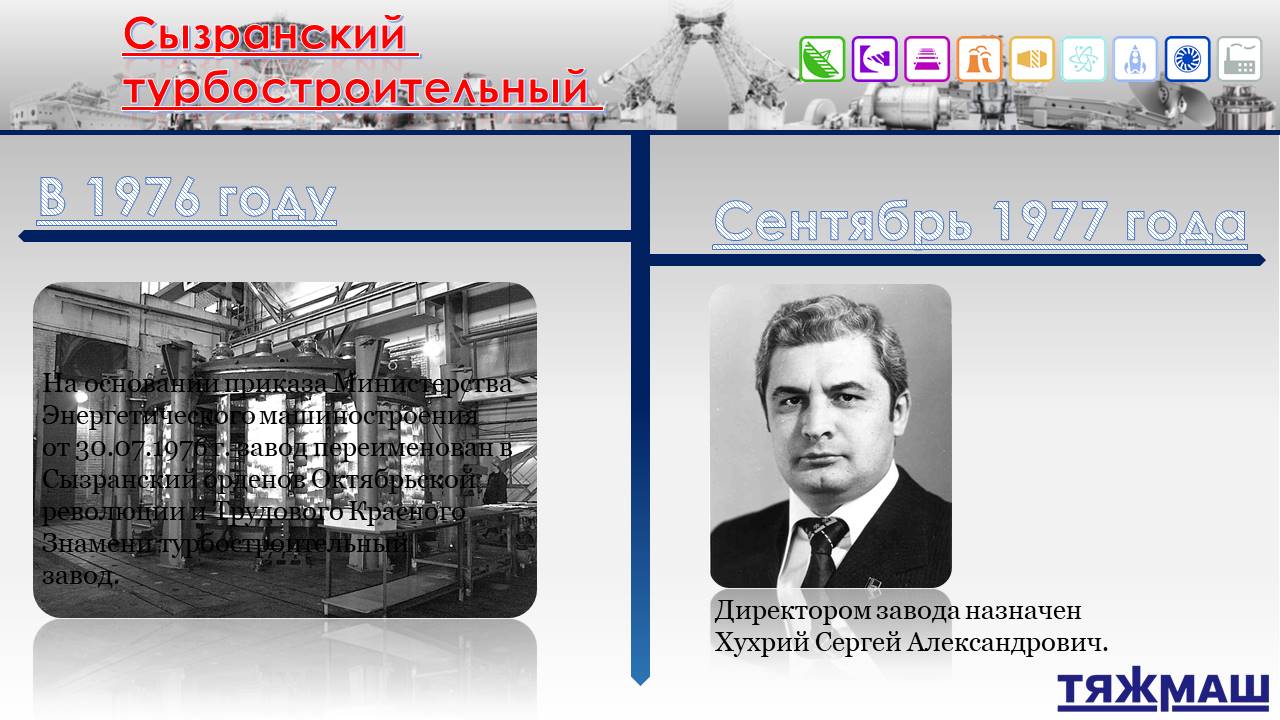 Сызранский
турбостроительный
В 1976 году
Сентябрь 1977 года
На основании приказа Министерства
Энергетического машиностроения
от 30.07.1976 г. завод переименован в
Сызранский орденов Октябрьской
революции и Трудового Красного
Знамени турбостроительный
завод.
Директором завода назначен
Хухрий Сергей Александрович.
ТЯЖМАШ